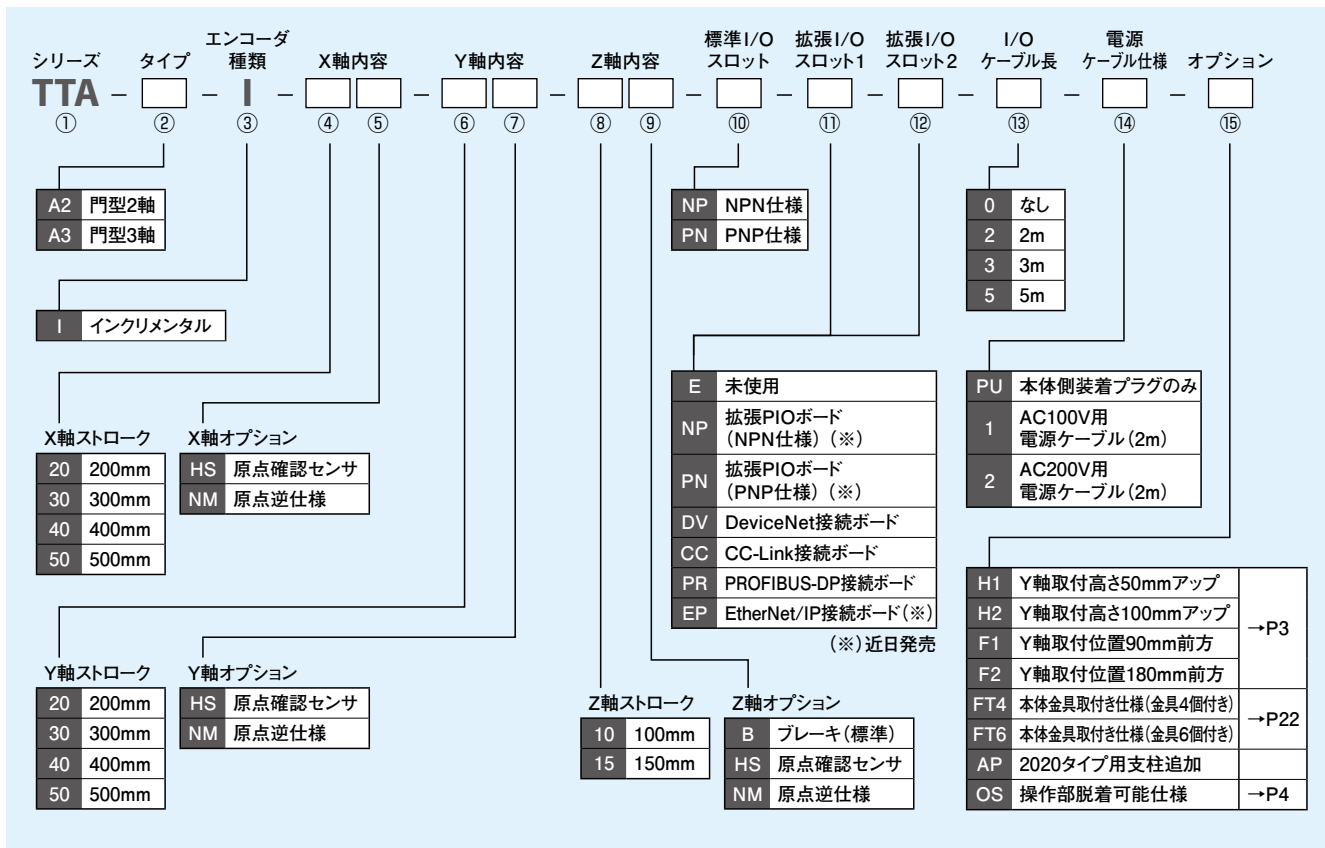 シリーズ
タイプ
エンコーダ
種類
X軸内容
Y軸内容
Z軸内容
標準I/O
スロット
拡張I/O
スロット1
拡張I/O
スロット2
I/O
ケーブル長
電源
ケーブル仕様
オプション
TTA – – I – – – – – – – – –
① ② ③ ④ ⑤ ⑥ ⑦ ⑧ ⑨ ⑩ ⑪ ⑫ ⑬ ⑭ ⑮
A2 門型2軸
A3 門型3軸
I インクリメンタル
X軸ストローク
20 200mm
30 300mm
40 400mm
50 500mm
X軸オプション
HS 原点確認センサ
NM 原点逆仕様
Y軸ストローク
20 200mm
30 300mm
40 400mm
50 500mm
Y軸オプション
HS 原点確認センサ
NM 原点逆仕様
Z軸ストローク
10 100mm
15 150mm
Z軸オプション
B ブレーキ(標準)
HS 原点確認センサ
NM 原点逆仕様
NP NPN仕様
PN PNP仕様
E 未使用
NP 拡張PIOボード
(NPN仕様)(※)
PN 拡張PIOボード
(PNP仕様)(※)
DV DeviceNet接続ボード
CC CC-Link接続ボード
PR PROFIBUS-DP接続ボード
EP EtherNet/IP接続ボード(※)
(※)近日発売
0 なし
2 2m
3 3m
5 5m
PU 本体側装着プラグのみ
1 AC100V用
電源ケーブル(2m)
2 AC200V用
電源ケーブル(2m)
H1 Y軸取付高さ50mmアップ
H2 Y軸取付高さ100mmアップ
F1 Y軸取付位置90mm前方
F2 Y軸取付位置180mm前方
→P3
FT4 本体金具取付き仕様(金具4個付き)
FT6 本体金具取付き仕様(金具6個付き)
→P22
AP 2020タイプ用支柱追加
OS 操作部脱着可能仕様 →P4